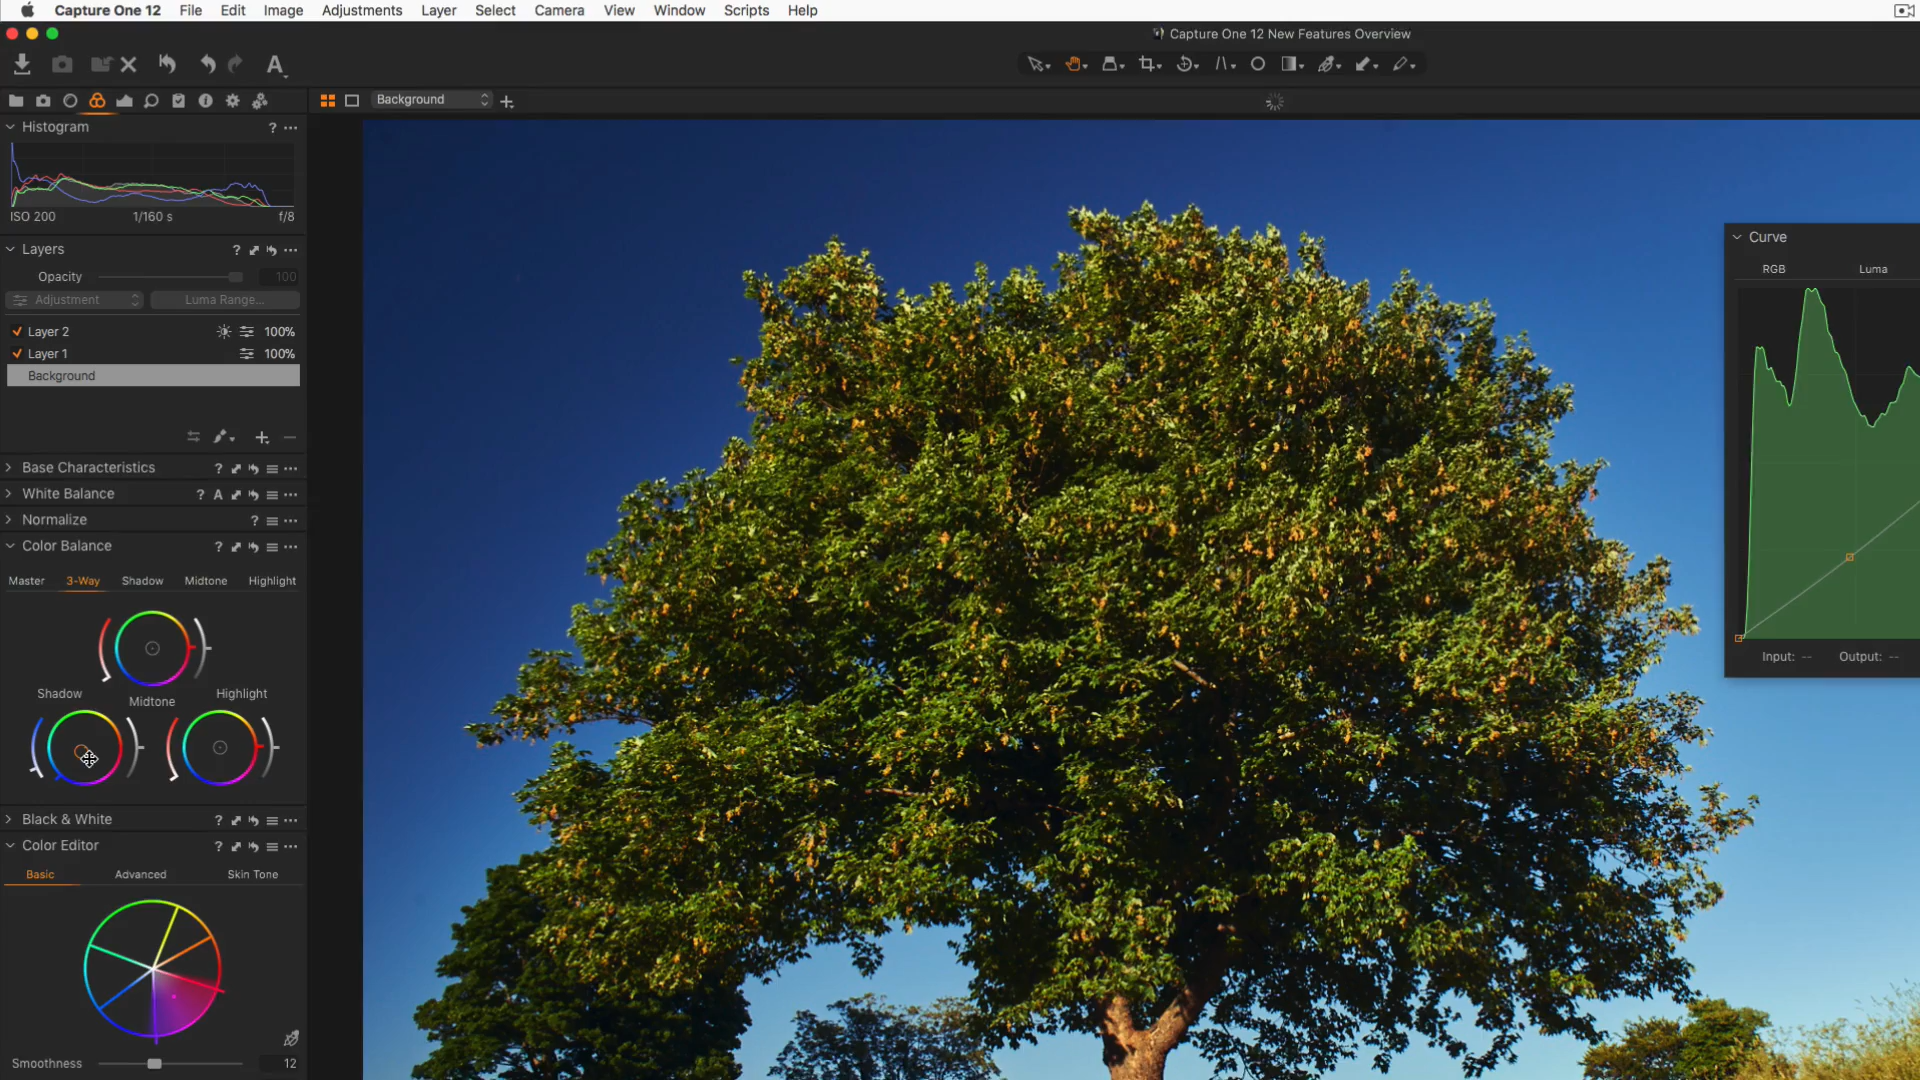 Capture One 12 File Edit Image Adjustments Layer Select Camera View Window Scripts Help
Capture One 12 New Features Overview
A
Background
Histogram
?
ISO 200 1/160 s f/8
Layers
?
Opacity 100
Adjustment Luma Range...
Layer 2 100%
Layer 1 100%
Background
Base Characteristics ?
White Balance ? A
Normalize ?
Color Balance ?
Master 3-Way Shadow Midtone Highlight
Shadow Midtone Highlight
Black & White ?
Color Editor ?
Basic Advanced Skin Tone
Smoothness 12
Curve
RGB Luma
Input: -- Output: --